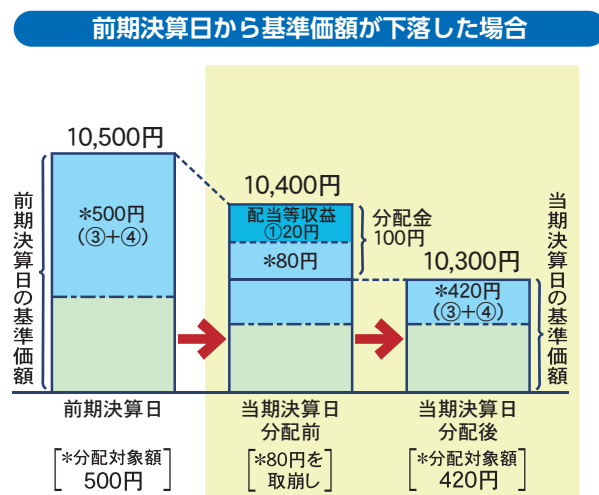 前期決算日から基準価額が下落した場合
10,500円
前期決算日の基準価額
*500円
(③+④)
10,400円
配当等収益
①20円
*80円
分配金
100円
10,300円
*420円
(③+④)
当期決算日の基準価額
前期決算日
当期決算日
分配前
当期決算日
分配後
*分配対象額
500円
*80円を
取崩し
*分配対象額
420円